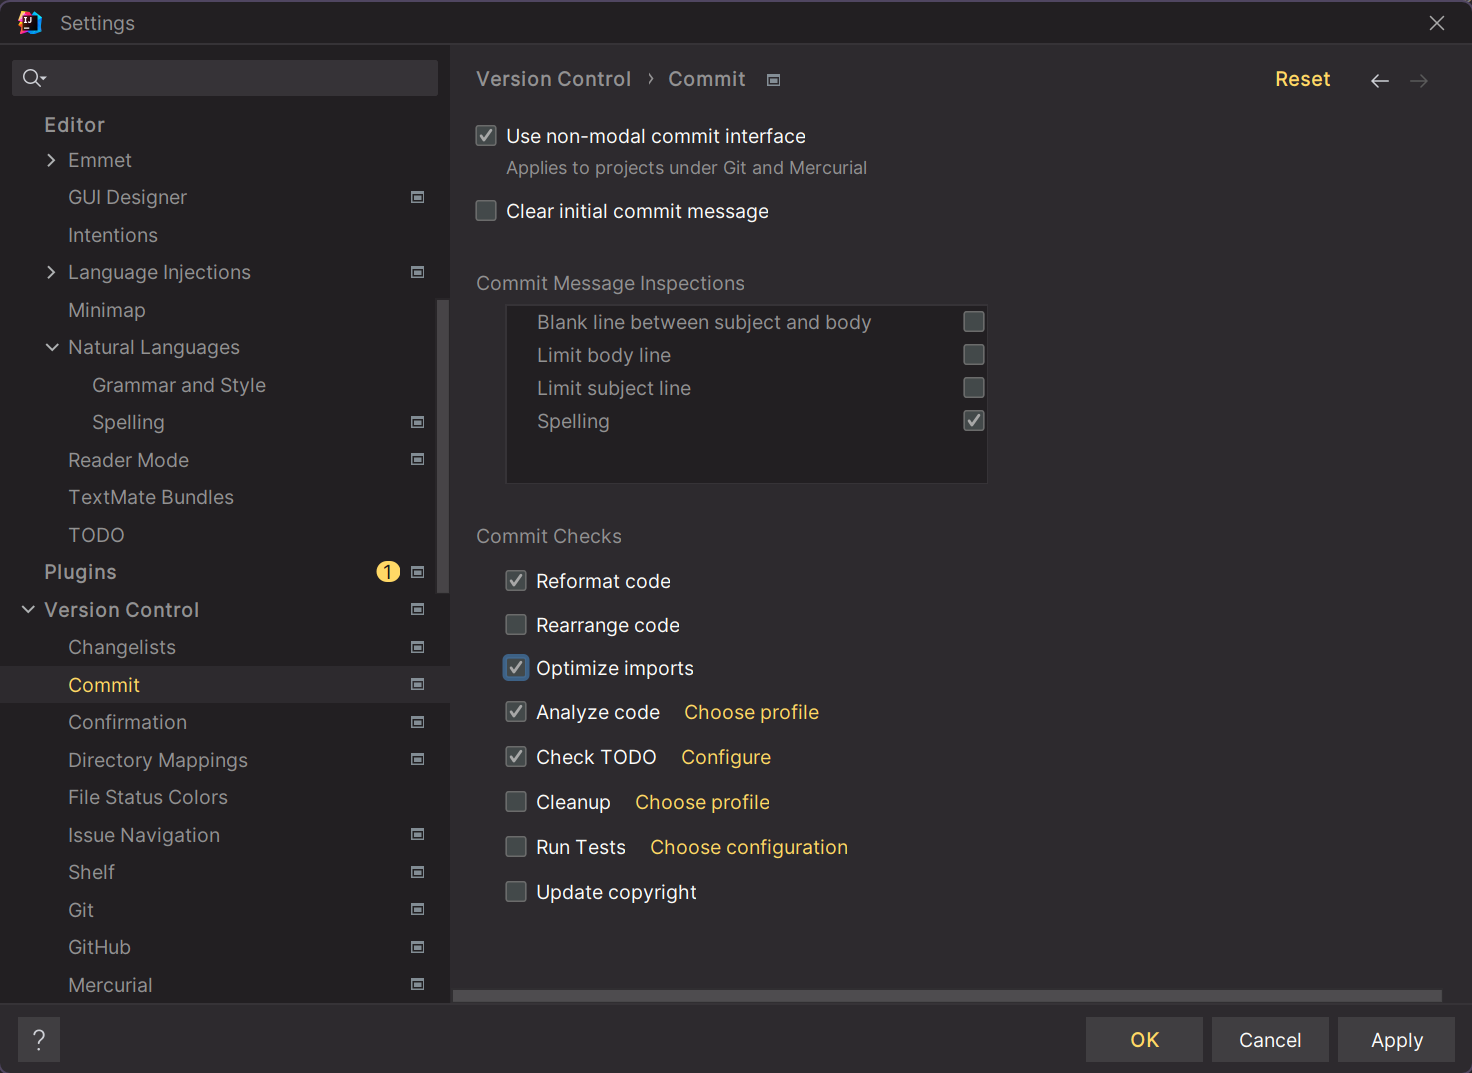 Settings
Editor
Emmet
GUI Designer
Intentions
Language Injections
Minimap
Natural Languages
Grammar and Style
Spelling
Reader Mode
TextMate Bundles
TODO
Plugins 1
Version Control
Changelists
Commit
Confirmation
Directory Mappings
File Status Colors
Issue Navigation
Shelf
Git
GitHub
Mercurial
Version Control › Commit
Reset
Use non-modal commit interface
Applies to projects under Git and Mercurial
Clear initial commit message
Commit Message Inspections
Blank line between subject and body
Limit body line
Limit subject line
Spelling
Commit Checks
Reformat code
Rearrange code
Optimize imports
Analyze code Choose profile
Check TODO Configure
Cleanup Choose profile
Run Tests Choose configuration
Update copyright
?
OK Cancel Apply